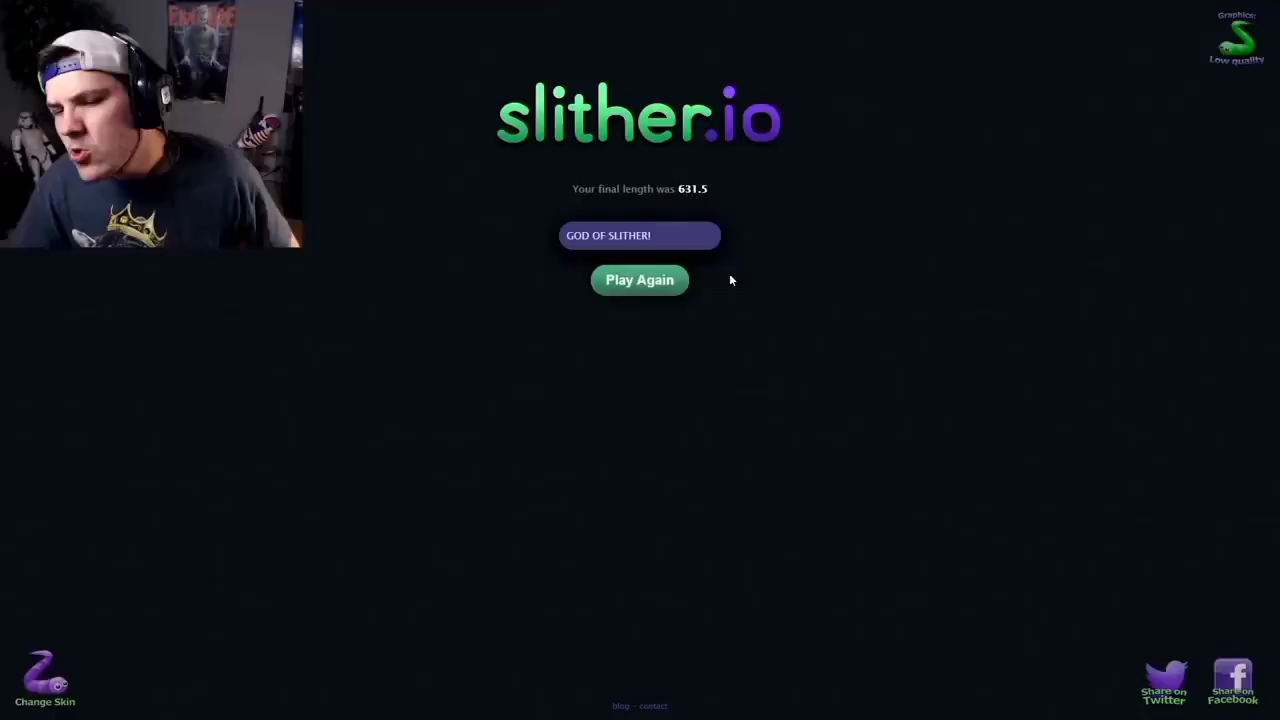 Graphics:
Low quality
slither.io
Your final length was 631.5
GOD OF SLITHER!
Play Again
Change Skin
blog - contact
Share on
Twitter
f
Share on
Facebook